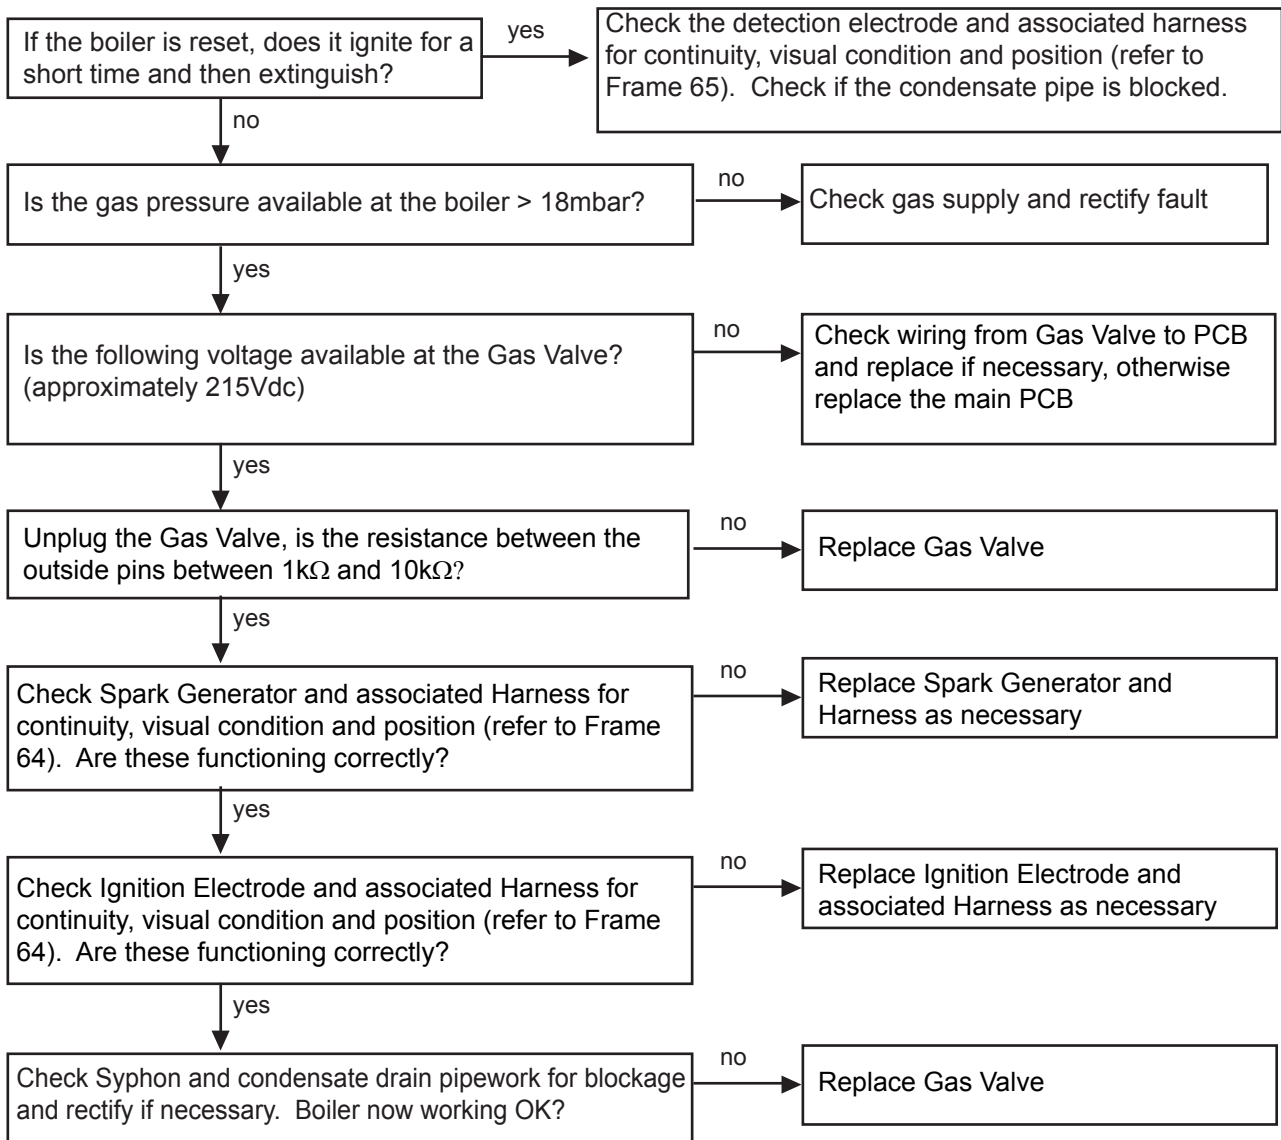 If the boiler is reset, does it ignite for a
short time and then extinguish?
yes
Check the detection electrode and associated harness
for continuity, visual condition and position (refer to
Frame 65).  Check if the condensate pipe is blocked.
no
Is the gas pressure available at the boiler > 18mbar?
no
Check gas supply and rectify fault
yes
Is the following voltage available at the Gas Valve?
(approximately 215Vdc)
no
Check wiring from Gas Valve to PCB
and replace if necessary, otherwise
replace the main PCB
yes
Unplug the Gas Valve, is the resistance between the
outside pins between 1kΩ and 10kΩ?
no
Replace Gas Valve
yes
Check Spark Generator and associated Harness for
continuity, visual condition and position (refer to Frame
64).  Are these functioning correctly?
no
Replace Spark Generator and
Harness as necessary
yes
Check Ignition Electrode and associated Harness for
continuity, visual condition and position (refer to Frame
64).  Are these functioning correctly?
no
Replace Ignition Electrode and
associated Harness as necessary
yes
Check Syphon and condensate drain pipework for blockage
and rectify if necessary.  Boiler now working OK?
no
Replace Gas Valve